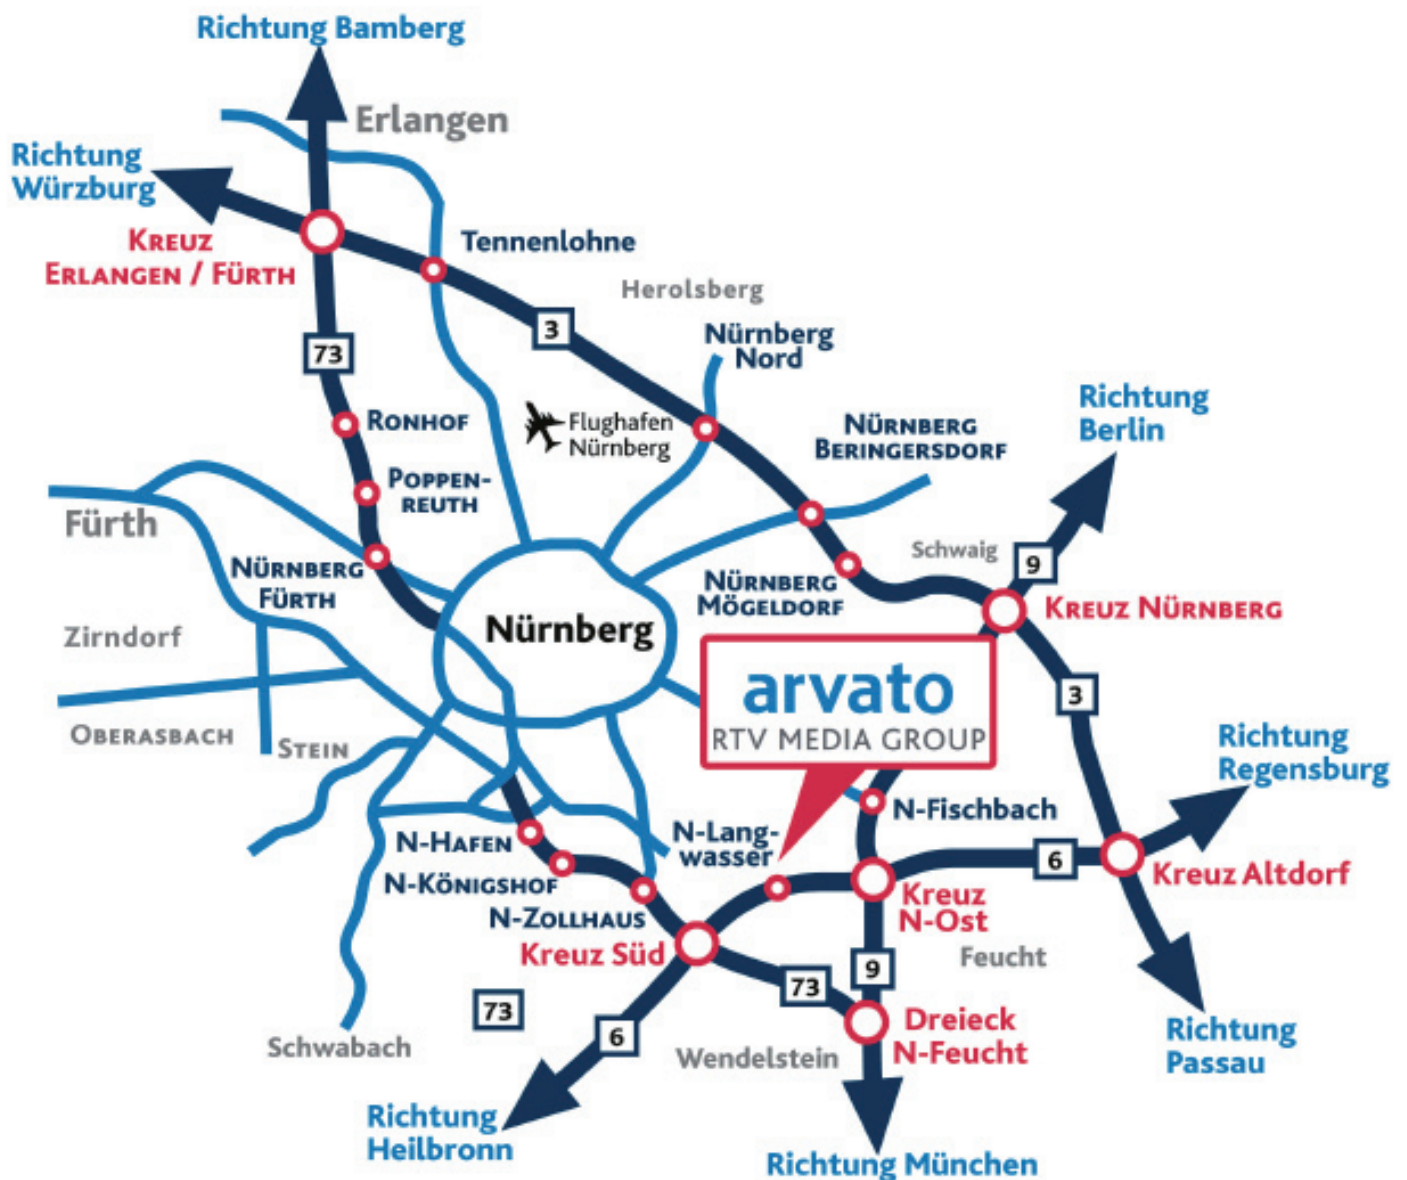 Richtung Bamberg
Erlangen
Richtung
Würzburg
KREUZ
ERLANGEN / FÜRTH
Tennenlohne
Herolsberg
3
Nürnberg
Nord
73
Richtung
Berlin
RONHOF
Flughafen
Nürnberg
NÜRNBERG
BERINGERSDORF
POPPEN-
REUTH
Fürth
Schwaig
9
NÜRNBERG
FÜRTH
NÜRNBERG
MÖGELDORF
KREUZ NÜRNBERG
Zirndorf
Nürnberg
arvato
RTV MEDIA GROUP
3
OBERASBACH
STEIN
Richtung
Regensburg
N-Fischbach
N-HAFEN
N-Lang-
wasser
6
Kreuz Altdorf
N-KÖNIGSHOF
Kreuz
N-Ost
N-ZOLLHAUS
Kreuz Süd
Feucht
9
73
73
6
Dreieck
N-Feucht
Schwabach
Wendelstein
Richtung
Passau
Richtung
Heilbronn
Richtung München